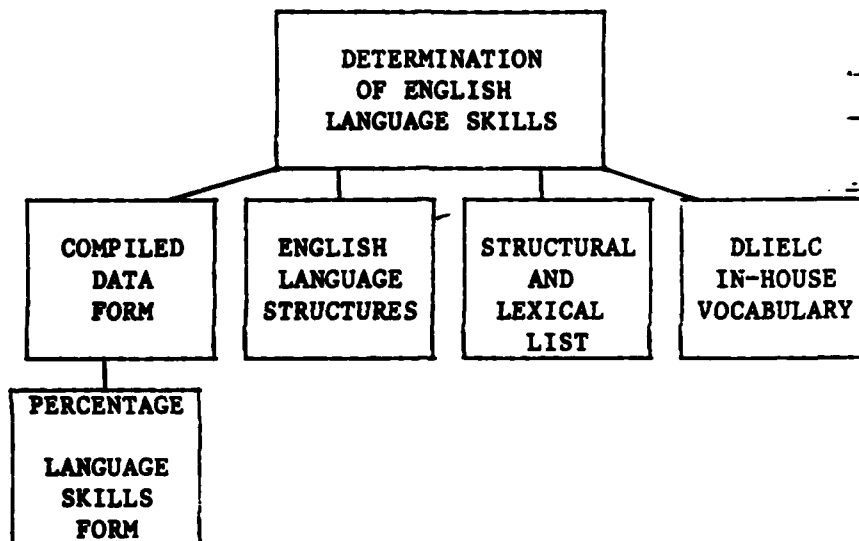 DETERMINATION
OF ENGLISH
LANGUAGE SKILLS
COMPILED
DATA
FORM
ENGLISH
LANGUAGE
STRUCTURES
STRUCTURAL
AND
LEXICAL
LIST
DLIELC
IN-HOUSE
VOCABULARY
PERCENTAGE
LANGUAGE
SKILLS
FORM